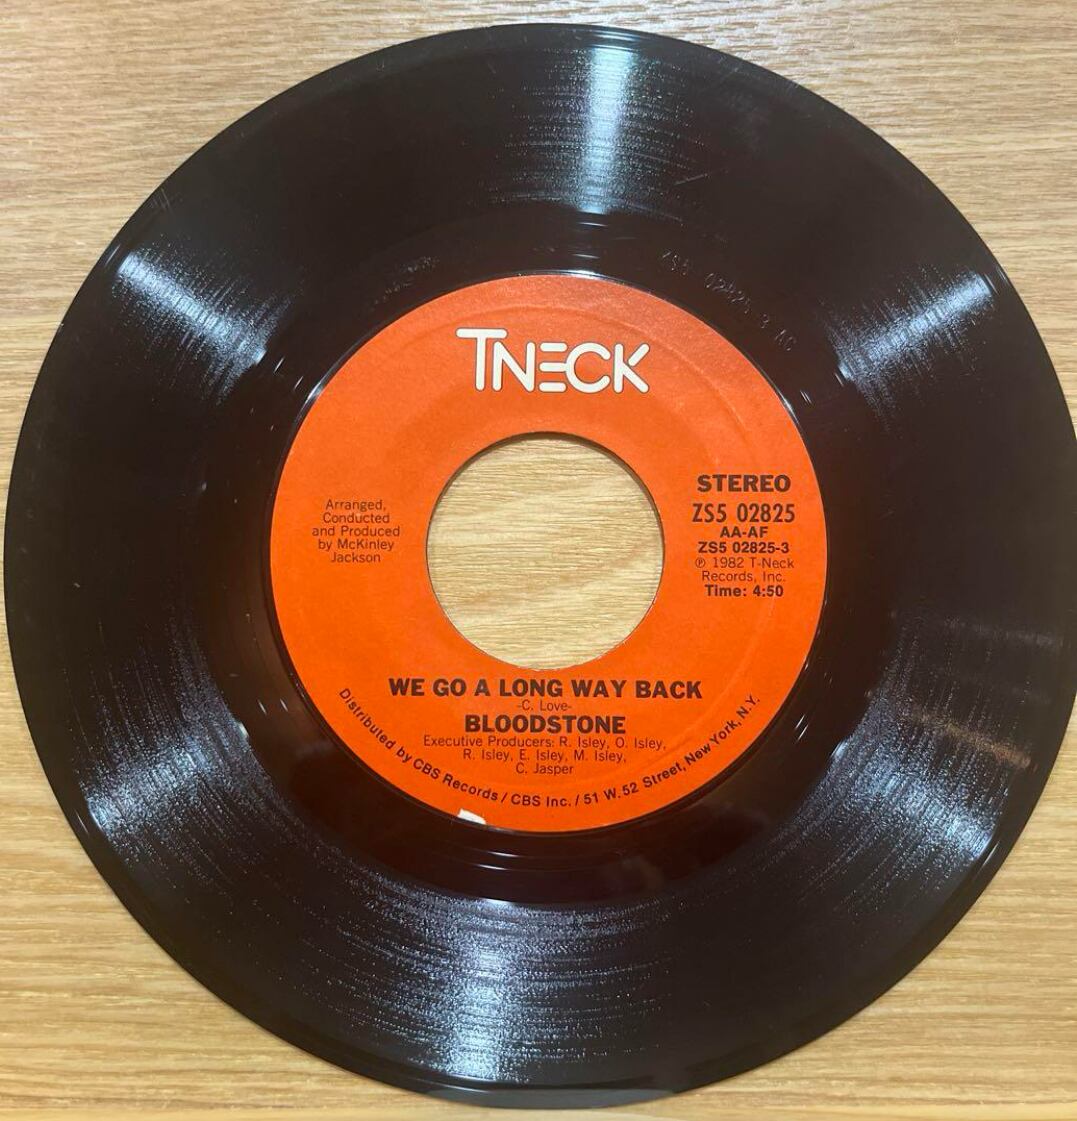 TNECK
Arranged,
Conducted
and Produced
by McKinley
Jackson
STEREO
ZS5 02825
AA-AF
ZS5 02825-3
℗ 1982 T-Neck
Records, Inc.
Time: 4:50
WE GO A LONG WAY BACK
-C. Love-
BLOODSTONE
Executive Producers: R. Isley, O. Isley,
R. Isley, E. Isley, M. Isley,
C. Jasper
Distributed by CBS Records / CBS Inc. / 51 W. 52 Street, New York, N.Y.